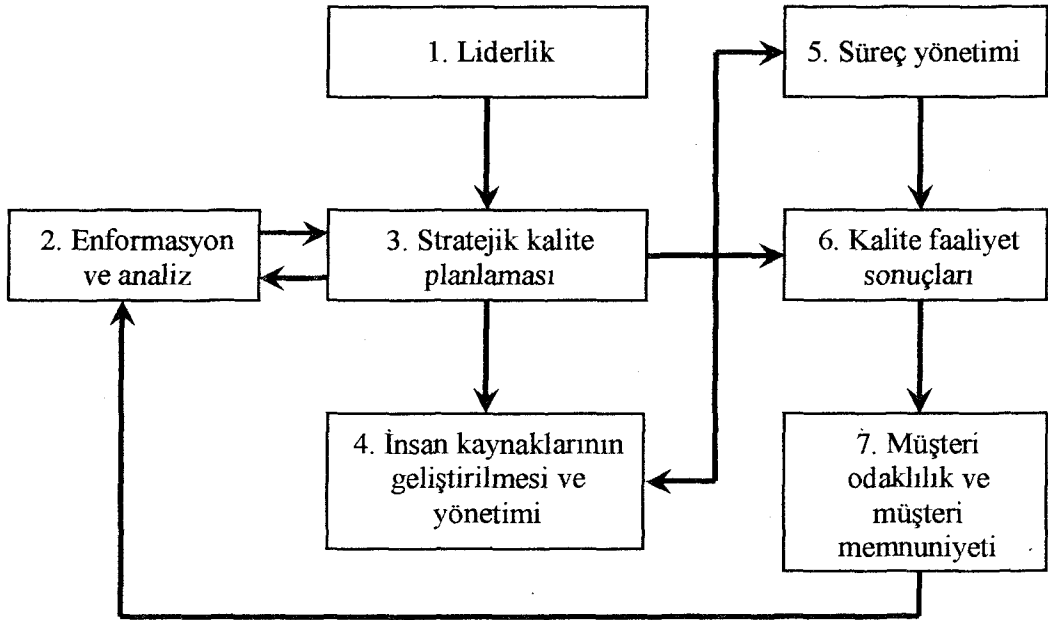 1. Liderlik
5. Süreç yönetimi
2. Enformasyon
ve analiz
3. Stratejik kalite
planlaması
6. Kalite faaliyet
sonuçları
4. İnsan kaynaklarının
geliştirilmesi ve
yönetimi
7. Müşteri
odaklılık ve
müşteri
memnuniyeti